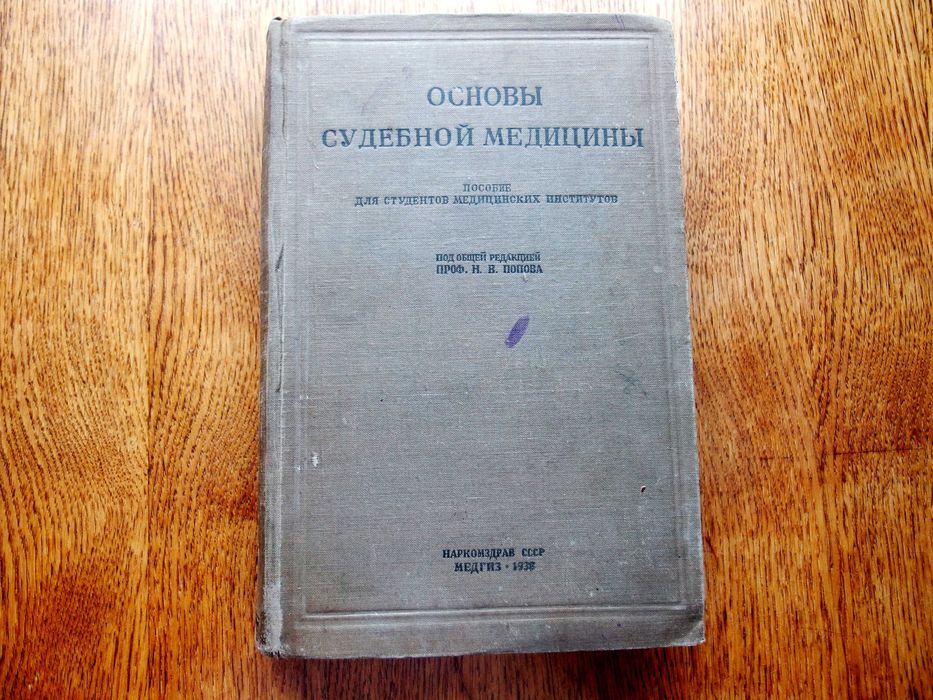 ОСНОВЫ
СУДЕБНОЙ МЕДИЦИНЫ
ПОСОБИЕ
ДЛЯ СТУДЕНТОВ МЕДИЦИНСКИХ ИНСТИТУТОВ
ПОД ОБЩЕЙ РЕДАКЦИЕЙ
ПРОФ. Н. В. ПОПОВА
НАРКОМЗДРАВ СССР
МЕДГИЗ • 1938